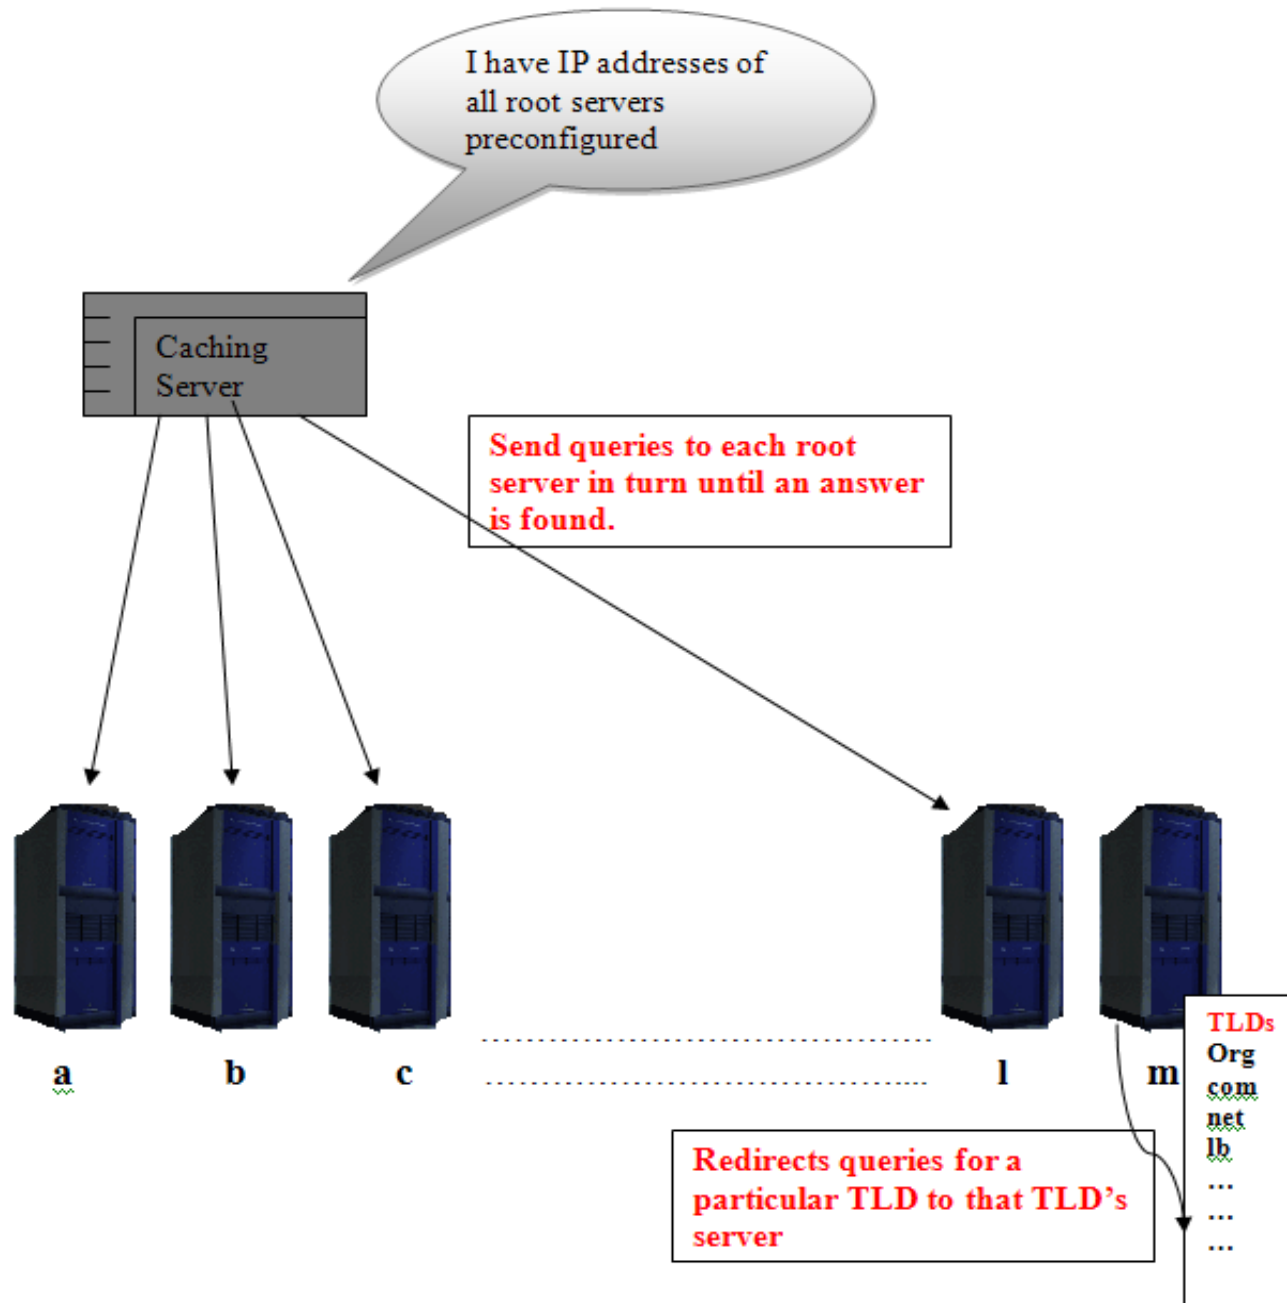 I have IP addresses of
all root servers
preconfigured
Caching
Server
Send queries to each root
server in turn until an answer
is found.
a
b
c
l
m
TLDs
Org
com
net
lb
...
...
...
Redirects queries for a
particular TLD to that TLD’s
server